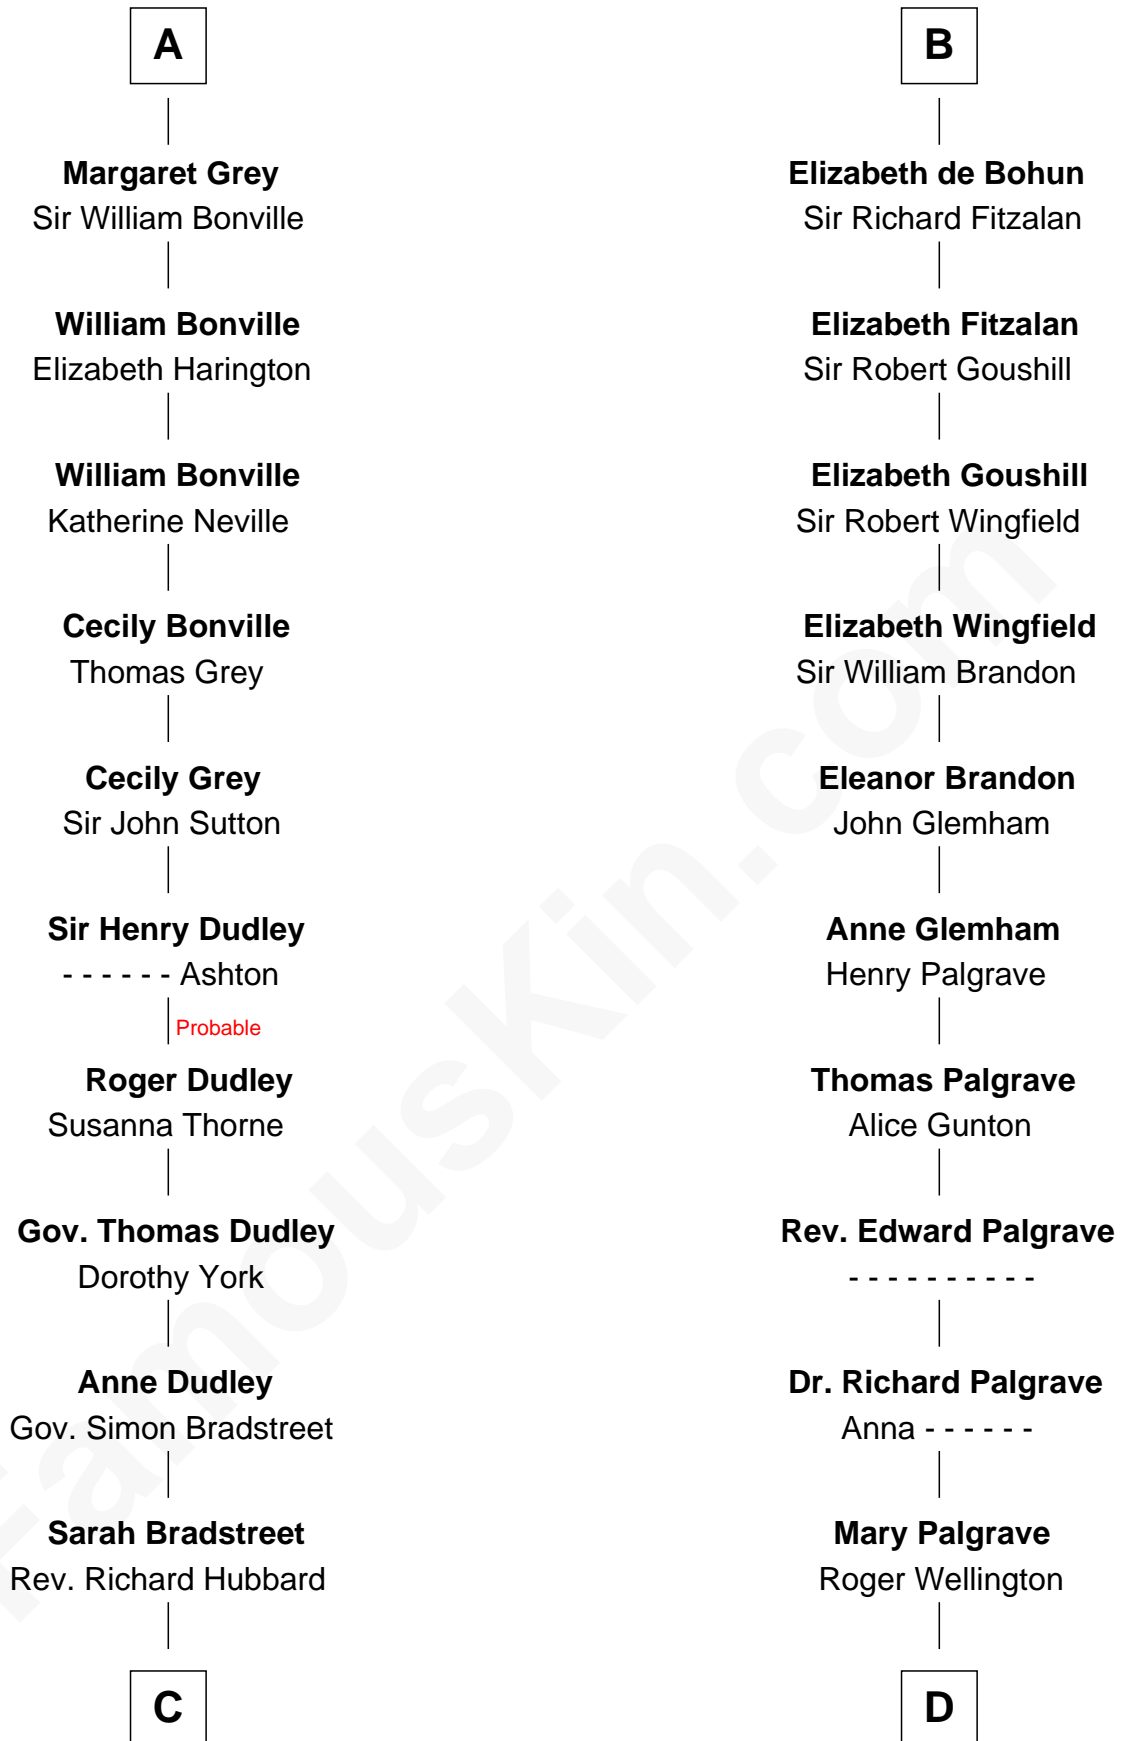 A
Margaret Grey
Sir William Bonville
William Bonville
Elizabeth Harington
William Bonville
Katherine Neville
Cecily Bonville
Thomas Grey
Cecily Grey
Sir John Sutton
Sir Henry Dudley
- - - - - - Ashton
Probable
Roger Dudley
Susanna Thorne
Gov. Thomas Dudley
Dorothy York
Anne Dudley
Gov. Simon Bradstreet
Sarah Bradstreet
Rev. Richard Hubbard
C
B
Elizabeth de Bohun
Sir Richard Fitzalan
Elizabeth Fitzalan
Sir Robert Goushill
Elizabeth Goushill
Sir Robert Wingfield
Elizabeth Wingfield
Sir William Brandon
Eleanor Brandon
John Glemham
Anne Glemham
Henry Palgrave
Thomas Palgrave
Alice Gunton
Rev. Edward Palgrave
- - - - - - - - - -
Dr. Richard Palgrave
Anna - - - - - -
Mary Palgrave
Roger Wellington
D
FamousKin.com